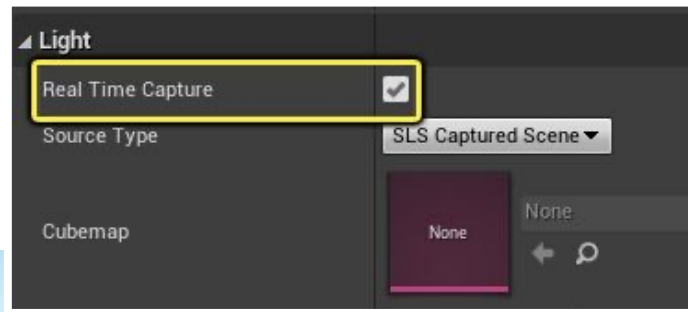 Light
Real Time Capture
Source Type SLS Captured Scene
Cubemap None None